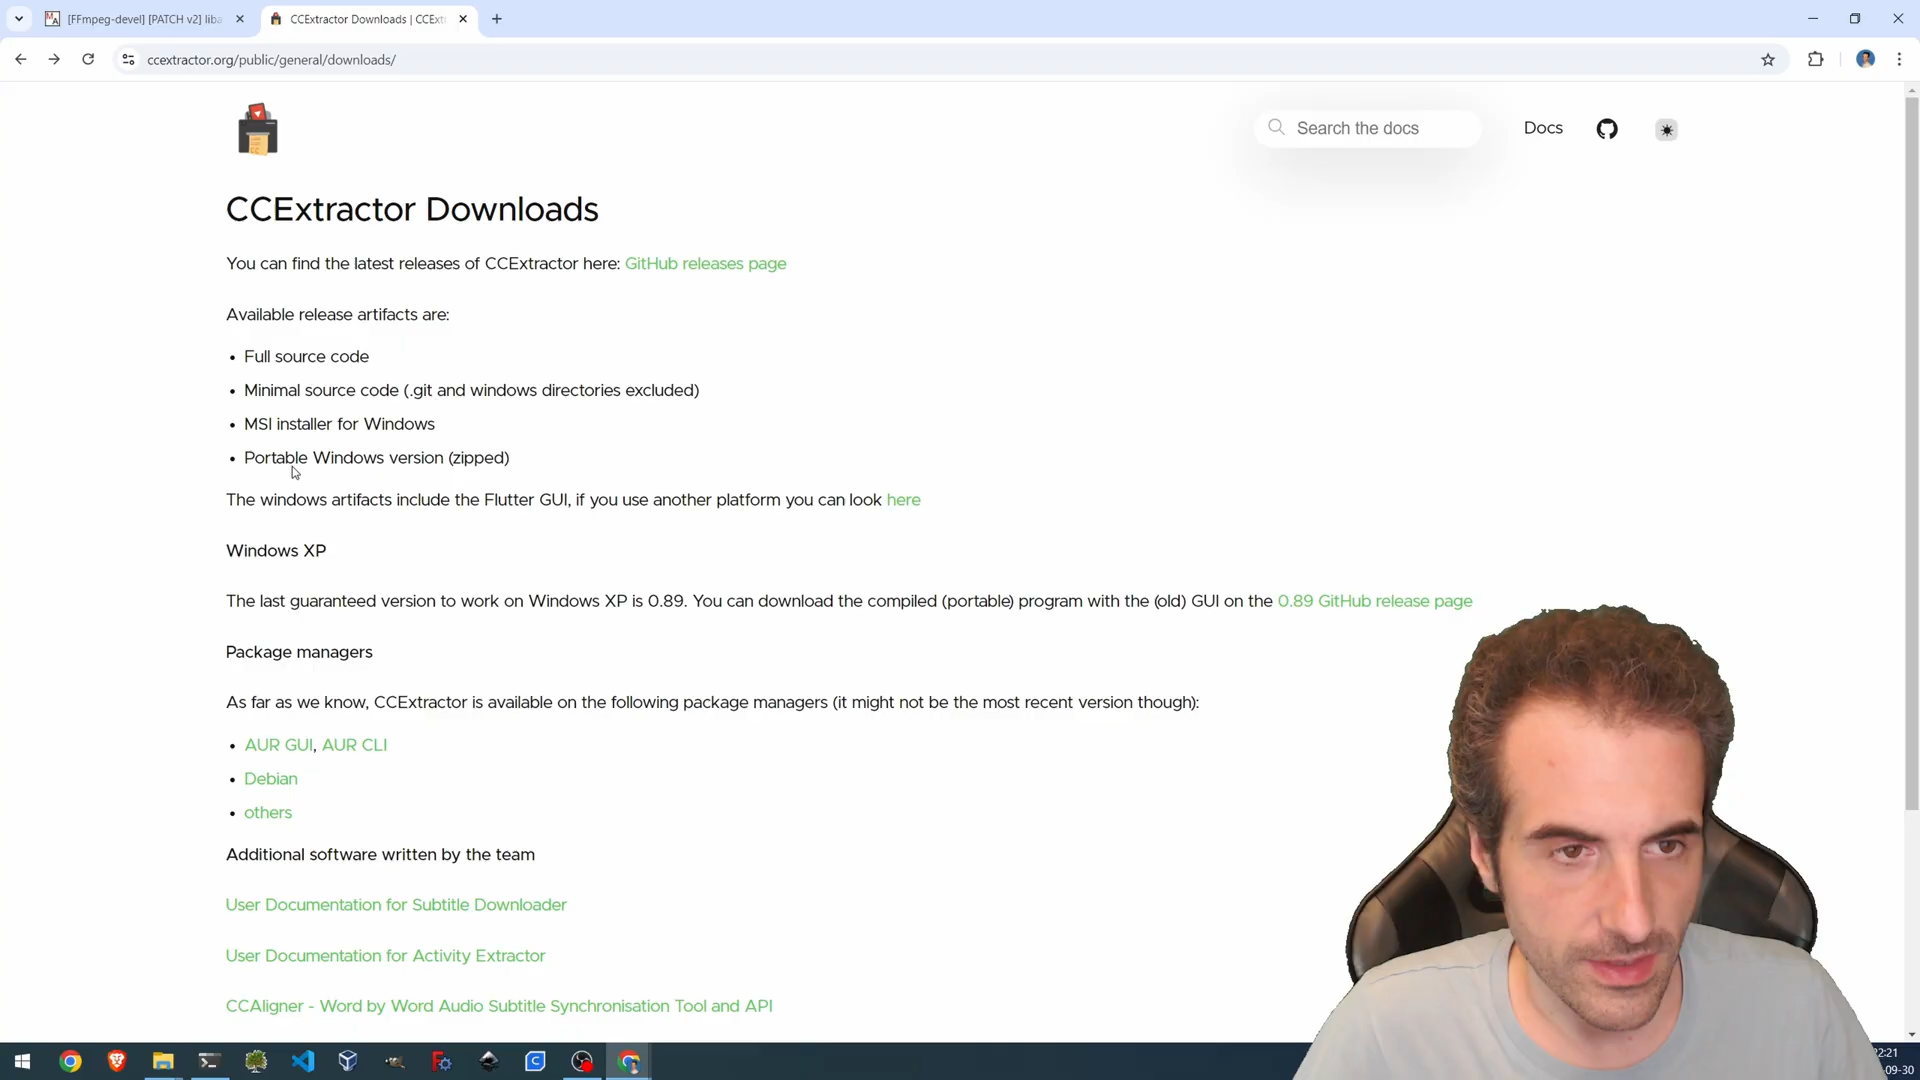 [FFmpeg-devel] [PATCH v2] liba
CCExtractor Downloads | CCExt
ccextractor.org/public/general/downloads/
Search the docs
Docs
CCExtractor Downloads
You can find the latest releases of CCExtractor here: GitHub releases page
Available release artifacts are:
• Full source code
• Minimal source code (.git and windows directories excluded)
• MSI installer for Windows
• Portable Windows version (zipped)
The windows artifacts include the Flutter GUI, if you use another platform you can look here
Windows XP
The last guaranteed version to work on Windows XP is 0.89. You can download the compiled (portable) program with the (old) GUI on the 0.89 GitHub release page
Package managers
As far as we know, CCExtractor is available on the following package managers (it might not be the most recent version though):
• AUR GUI, AUR CLI
• Debian
• others
Additional software written by the team
User Documentation for Subtitle Downloader
User Documentation for Activity Extractor
CCAligner - Word by Word Audio Subtitle Synchronisation Tool and API
22:21
09-30